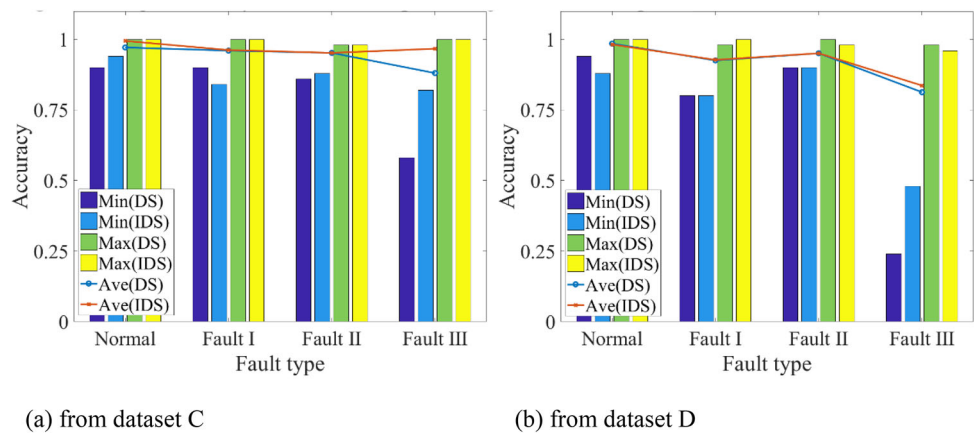 1
0.75
0.5
0.25
0
Accuracy
Min(DS)
Min(IDS)
Max(DS)
Max(IDS)
Ave(DS)
Ave(IDS)
Normal Fault I Fault II Fault III
Fault type
(a) from dataset C
1
0.75
0.5
0.25
0
Accuracy
Min(DS)
Min(IDS)
Max(DS)
Max(IDS)
Ave(DS)
Ave(IDS)
Normal Fault I Fault II Fault III
Fault type
(b) from dataset D